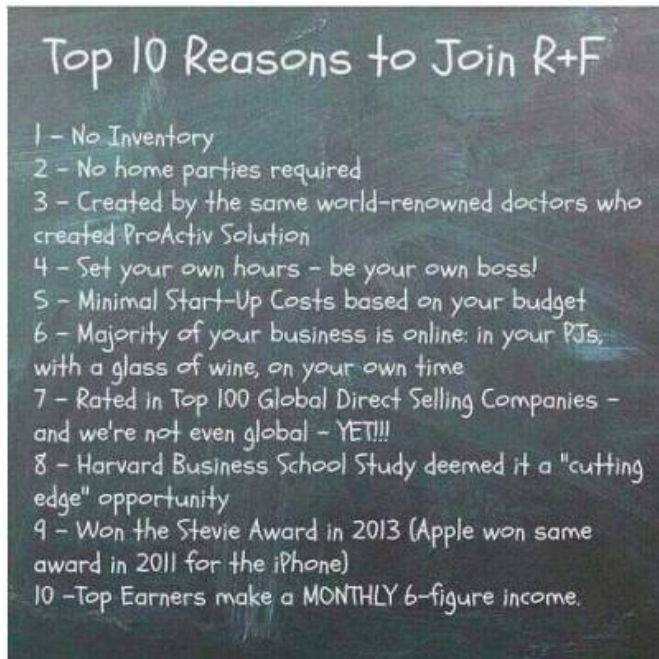 Top 10 Reasons to Join R+F
1 - No Inventory
2 - No home parties required
3 - Created by the same world-renowned doctors who
created ProActiv Solution
4 - Set your own hours - be your own boss!
5 - Minimal Start-Up Costs based on your budget
6 - Majority of your business is online: in your PJs,
with a glass of wine, on your own time
7 - Rated in Top 100 Global Direct Selling Companies -
and we're not even global - YET!!!
8 - Harvard Business School Study deemed it a "cutting
edge" opportunity
9 - Won the Stevie Award in 2013 (Apple won same
award in 2011 for the iPhone)
10 -Top Earners make a MONTHLY 6-figure income.